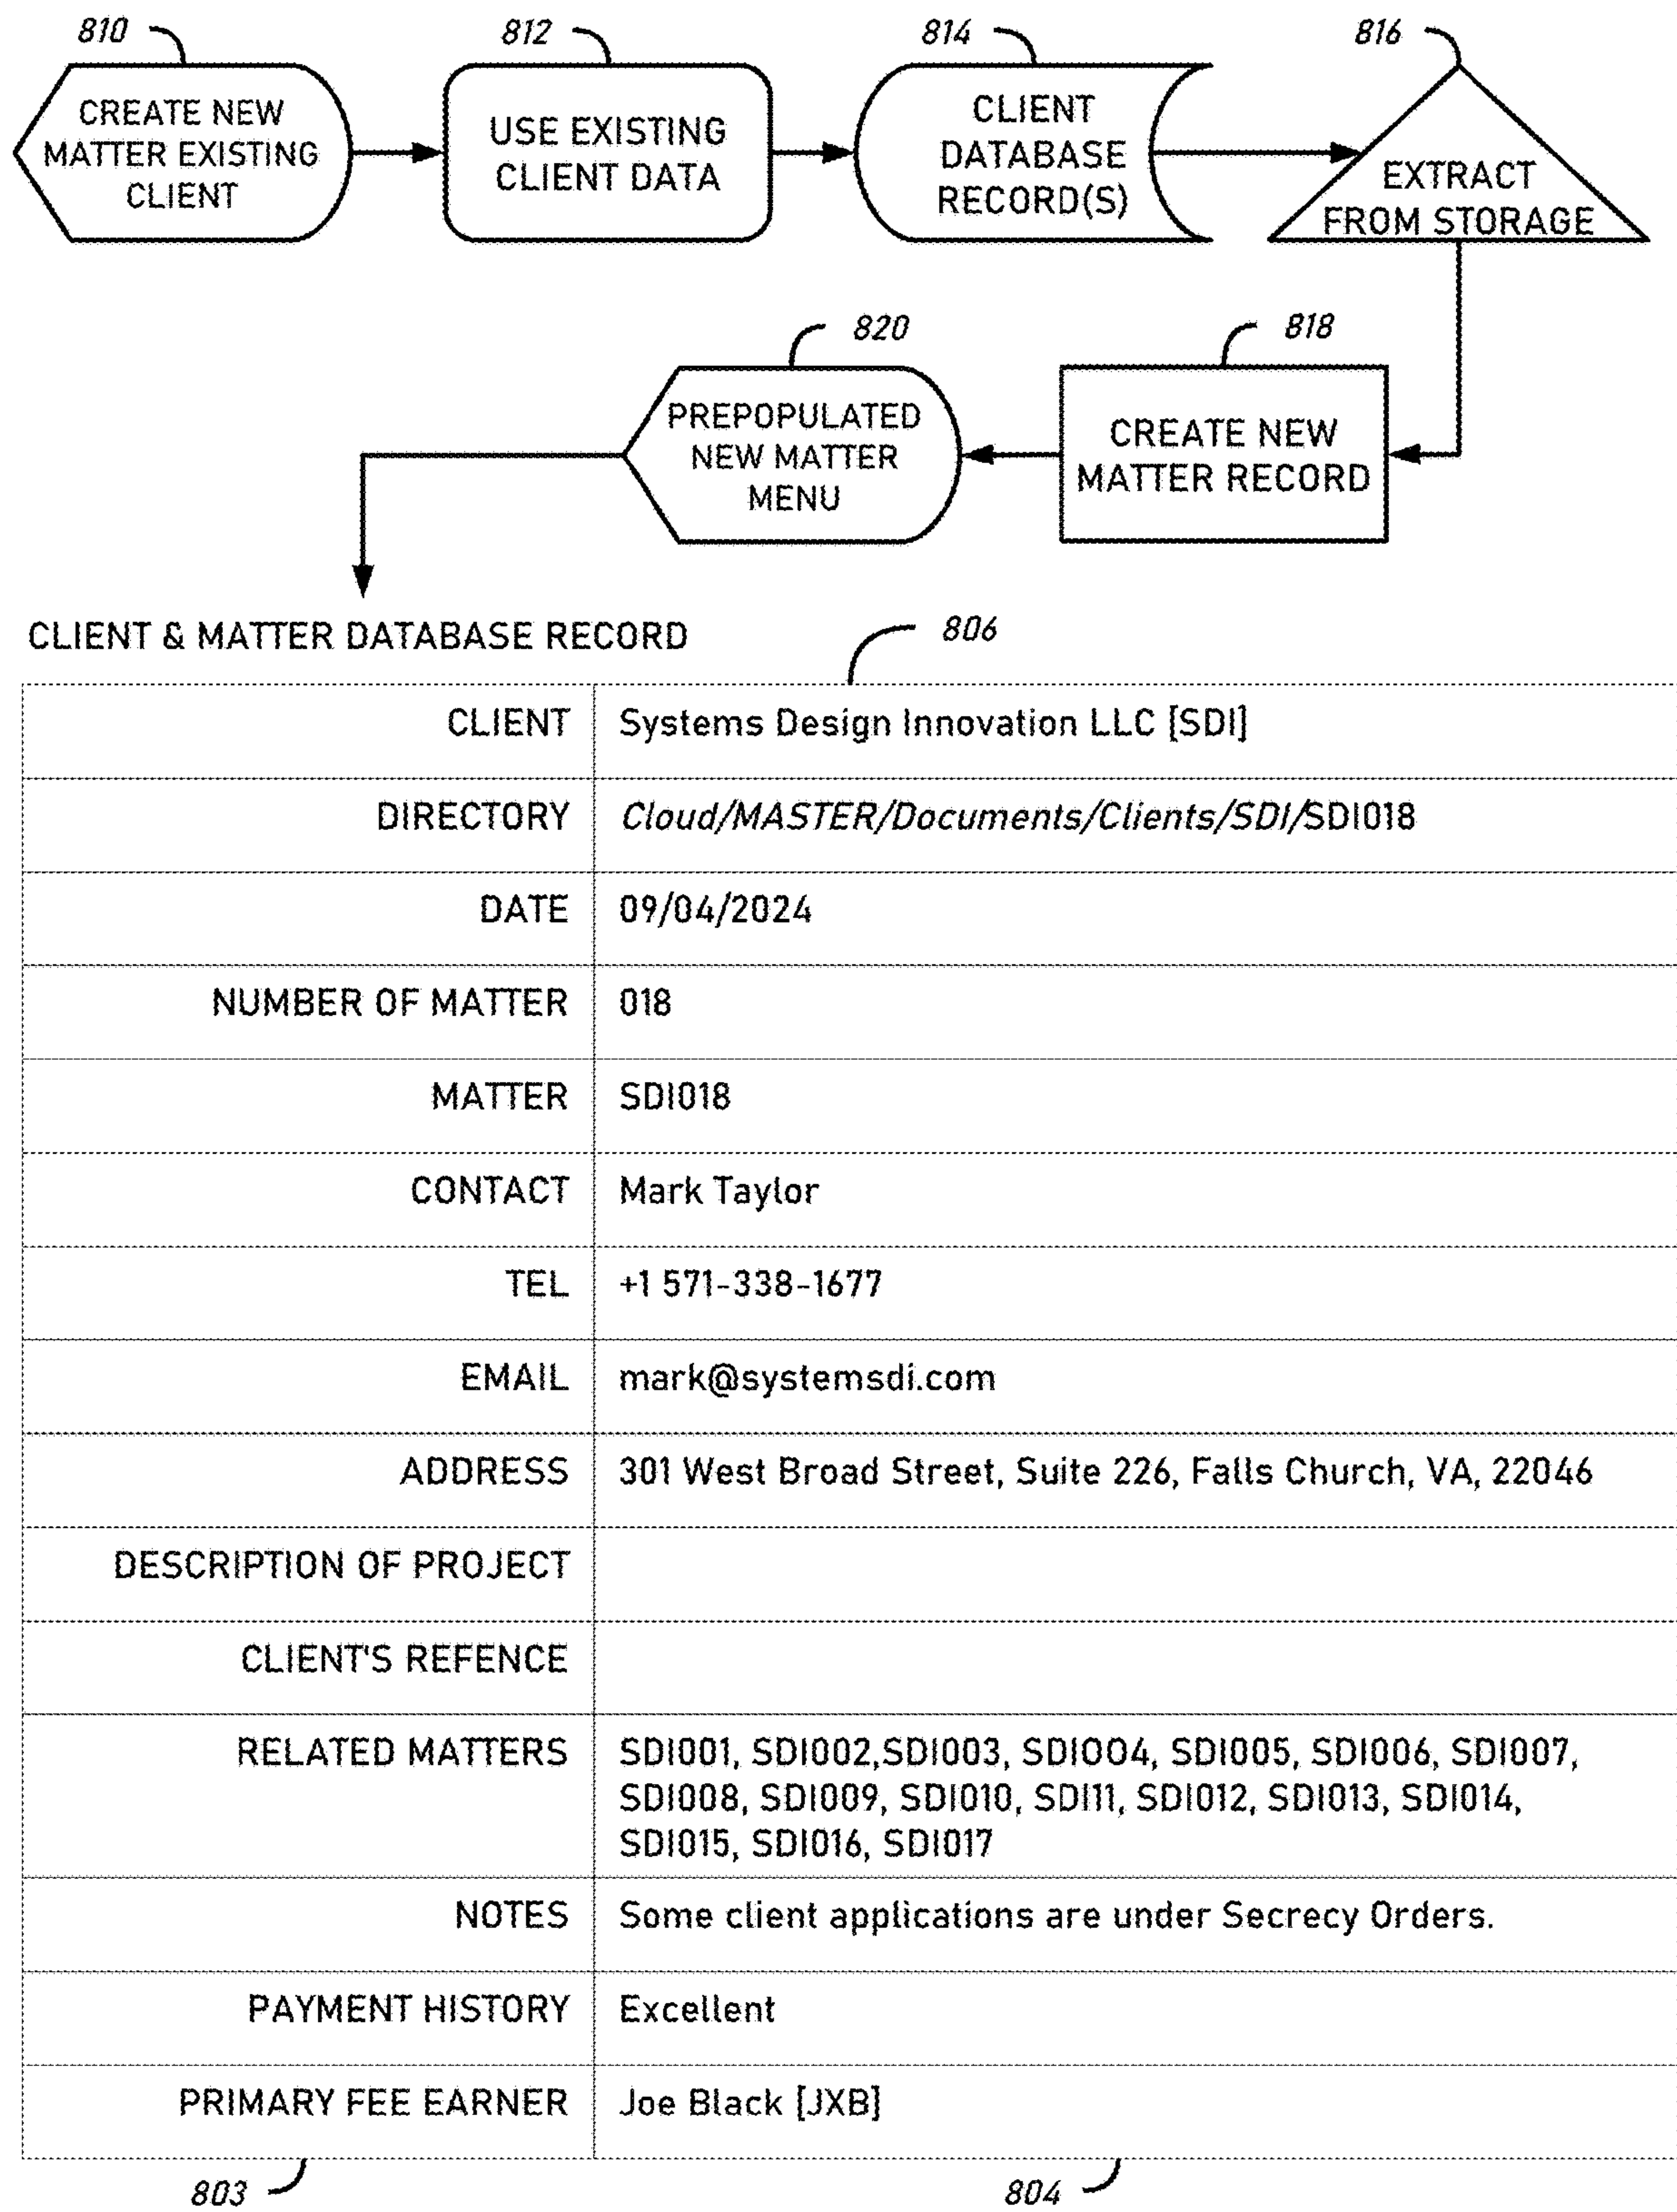 810
812
814
816
CREATE NEW
MATTER EXISTING
CLIENT
USE EXISTING
CLIENT DATA
CLIENT
DATABASE
RECORD(S)
EXTRACT
FROM STORAGE
820
818
PREPOPULATED
NEW MATTER
MENU
CREATE NEW
MATTER RECORD
CLIENT & MATTER DATABASE RECORD
806
CLIENT Systems Design Innovation LLC [SDI]
DIRECTORY Cloud/MASTER/Documents/Clients/SDI/SDI018
DATE 09/04/2024
NUMBER OF MATTER 018
MATTER SDI018
CONTACT Mark Taylor
TEL +1 571-338-1677
EMAIL mark@systemsdi.com
ADDRESS 301 West Broad Street, Suite 226, Falls Church, VA, 22046
DESCRIPTION OF PROJECT
CLIENT'S REFENCE
RELATED MATTERS SDI001, SDI002,SDI003, SDIOO4, SDI005, SDI006, SDI007,
SDI008, SDI009, SDI010, SDI11, SDI012, SDI013, SDI014,
SDI015, SDI016, SDI017
NOTES Some client applications are under Secrecy Orders.
PAYMENT HISTORY Excellent
PRIMARY FEE EARNER Joe Black [JXB]
803
804